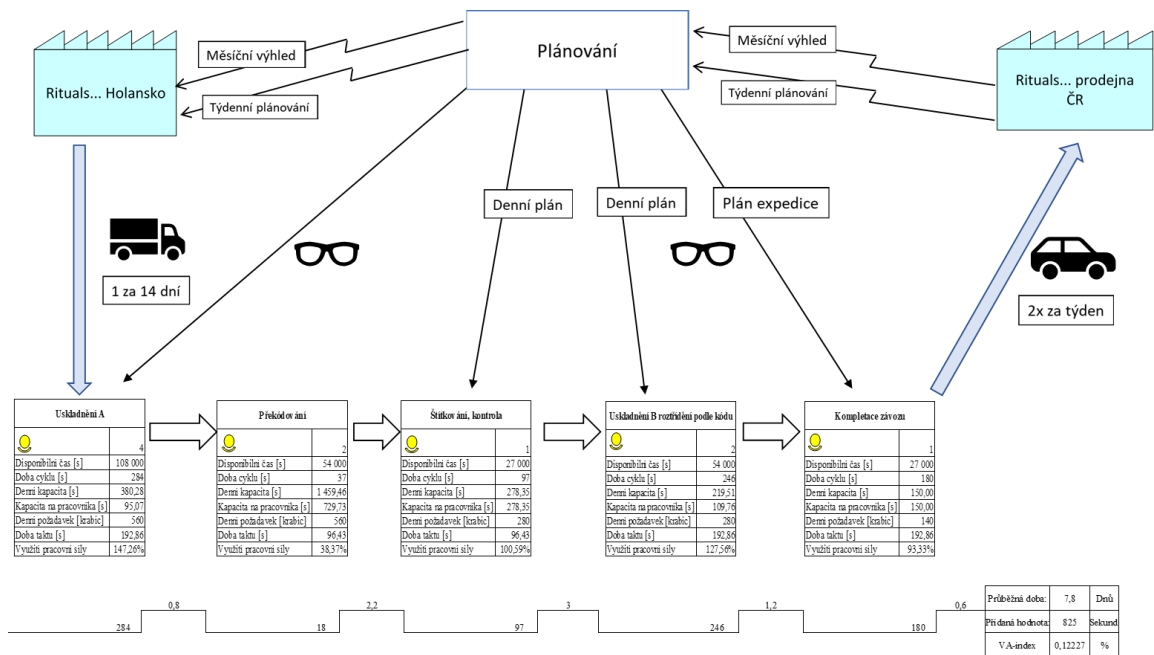 Plánování
Rituals... Holansko
Měsíční výhled
Týdenní plánování
Měsíční výhled
Týdenní plánování
Rituals... prodejna
ČR
Denní plán
Denní plán
Plán expedice
1 za 14 dní
2x za týden
Uskladnění A
4
Disponibilní čas [s] 108 000
Doba cyklu [s] 284
Denní kapacita [s] 380,28
Kapacita na pracovníka [s] 95,07
Denní požadavek [krabic] 560
Doba taktu [s] 192,86
Využití pracovní síly 147,26%
Překódování
2
Disponibilní čas [s] 54 000
Doba cyklu [s] 37
Denní kapacita [s] 1 459,46
Kapacita na pracovníka [s] 729,73
Denní požadavek [krabic] 560
Doba taktu [s] 96,43
Využití pracovní síly 38,37%
Štítkování, kontrola
1
Disponibilní čas [s] 27 000
Doba cyklu [s] 97
Denní kapacita [s] 278,35
Kapacita na pracovníka [s] 278,35
Denní požadavek [krabic] 280
Doba taktu [s] 96,43
Využití pracovní síly 100,59%
Uskladnění B roztřídění podle kódu
2
Disponibilní čas [s] 54 000
Doba cyklu [s] 246
Denní kapacita [s] 219,51
Kapacita na pracovníka [s] 109,76
Denní požadavek [krabic] 280
Doba taktu [s] 192,86
Využití pracovní síly 127,56%
Kompletace závozu
1
Disponibilní čas [s] 27 000
Doba cyklu [s] 180
Denní kapacita [s] 150,00
Kapacita na pracovníka [s] 150,00
Denní požadavek [krabic] 140
Doba taktu [s] 192,86
Využití pracovní síly 93,33%
0,8 2,2 3 1,2 0,6
284 18 97 246 180
Průběžná doba: 7,8 Dnů
Přidaná hodnota: 825 Sekund
VA-index 0,12227 %